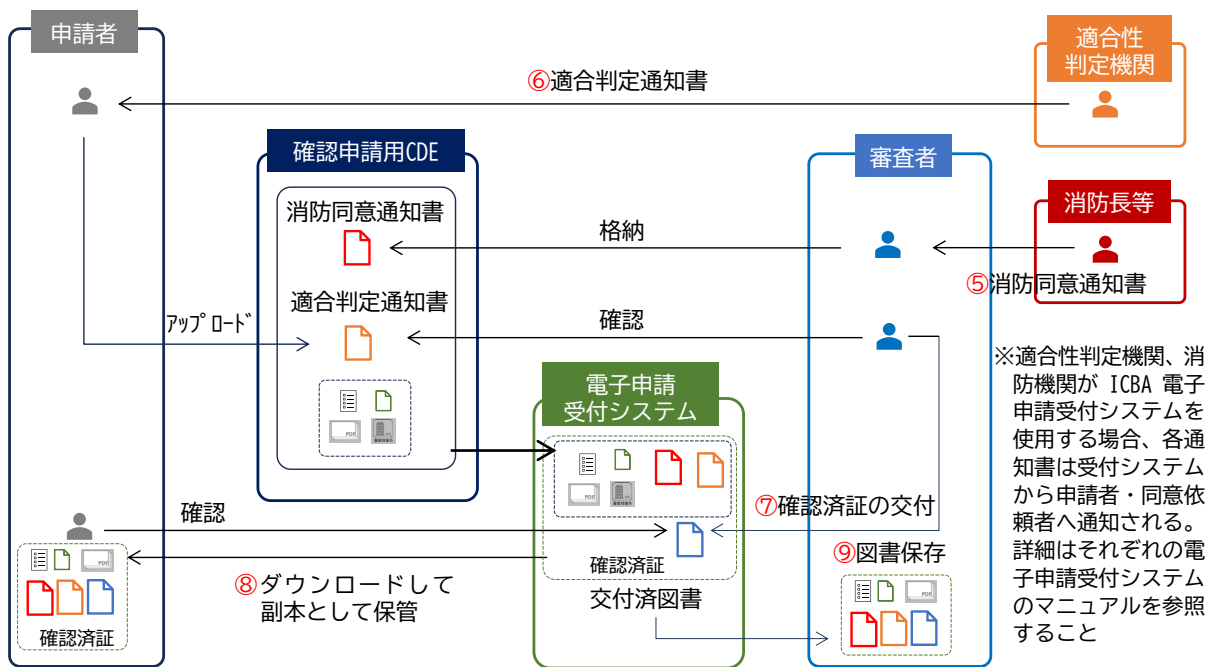 申請者
適合性
判定機関
⑥適合判定通知書
確認申請用CDE
審査者
消防長等
消防同意通知書
格納
⑤消防同意通知書
適合判定通知書
アップロード
確認
電子申請
受付システム
※適合性判定機関、消
防機関が ICBA 電子
申請受付システムを
使用する場合、各通
知書は受付システム
から申請者・同意依
頼者へ通知される。
詳細はそれぞれの電
子申請受付システム
のマニュアルを参照
すること
PDF
PDF
確認
⑦確認済証の交付
確認済証
交付済図書
⑧ダウンロードして
副本として保管
⑨図書保存
PDF
PDF
確認済証